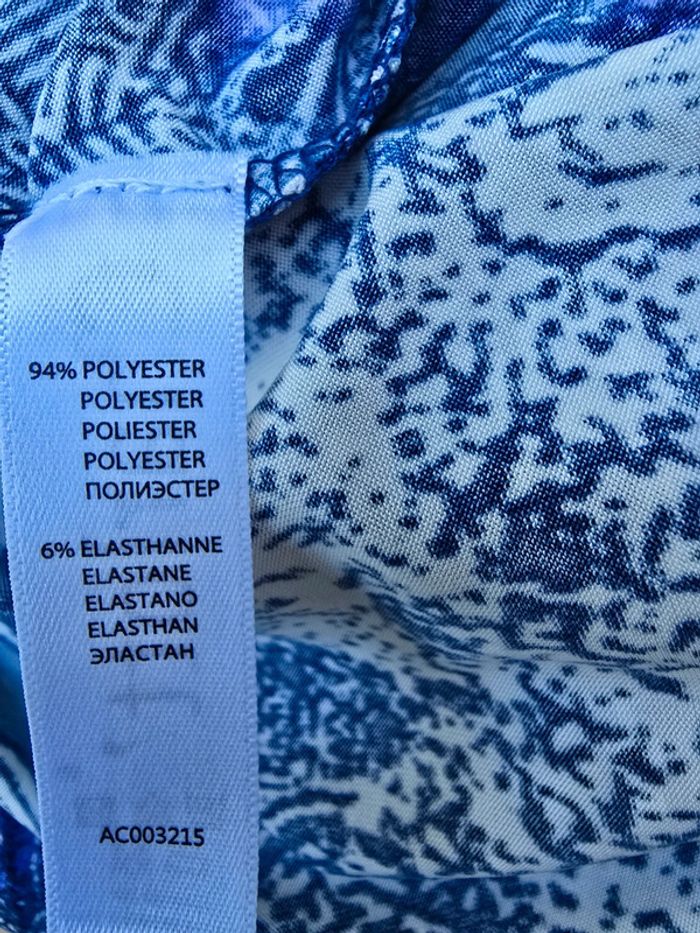 94% POLYESTER
POLYESTER
POLIESTER
POLYESTER
ПОЛИЭСТЕР
6% ELASTHANNE
ELASTANE
ELASTANO
ELASTHAN
ЭЛАСТАН
AC003215